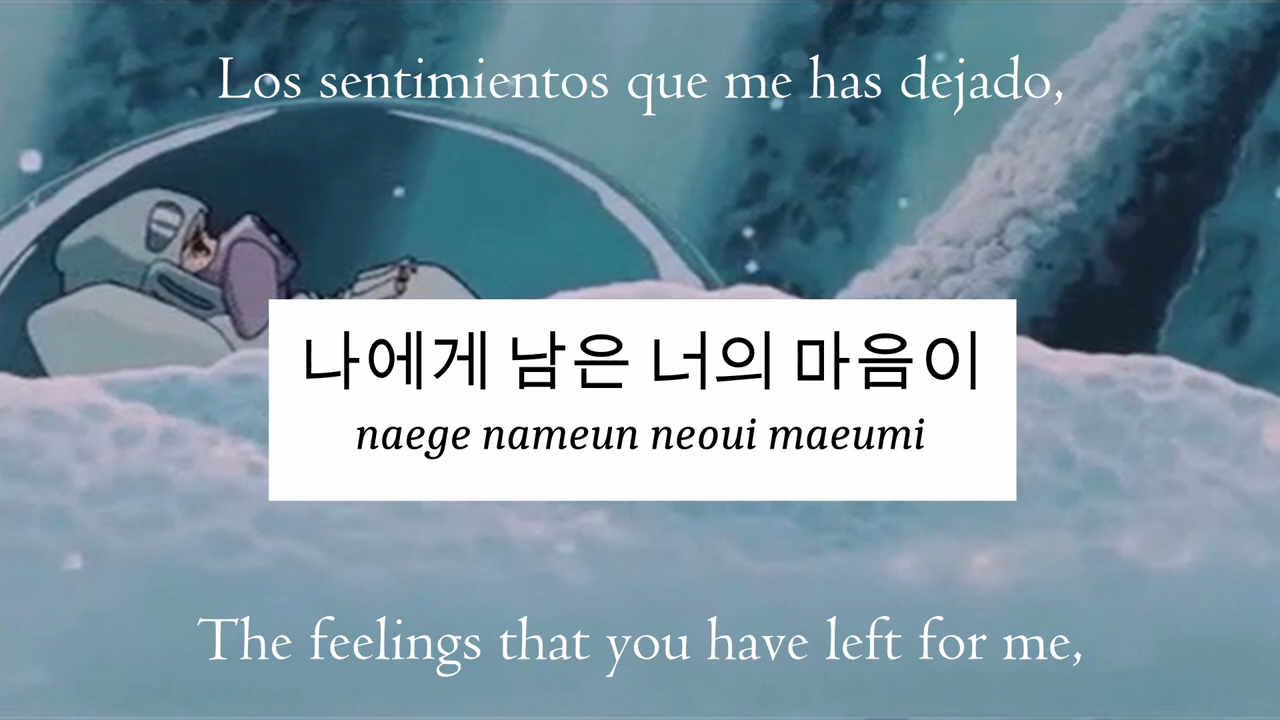 Los sentimientos que me has dejado,
나에게 남은 너의 마음이
naege nameun neoui maeumi
The feelings that you have left for me,